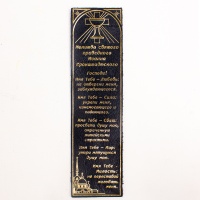 Молитва святого
праведного
Иоанна
Кронштадтского
Господи!
Имя Тебе - Любовь:
не отвергни меня,
заблуждающегося.
Имя Тебе - Сила:
укрепи меня,
изнемогающего и
падающего.
Имя Тебе - Свет:
просвети душу мою,
омраченную
житейскими
страстями.
Имя Тебе - Мир:
умири мятущуюся
душу мою.
Имя Тебе -
Милость:
не переставай
миловать
меня.